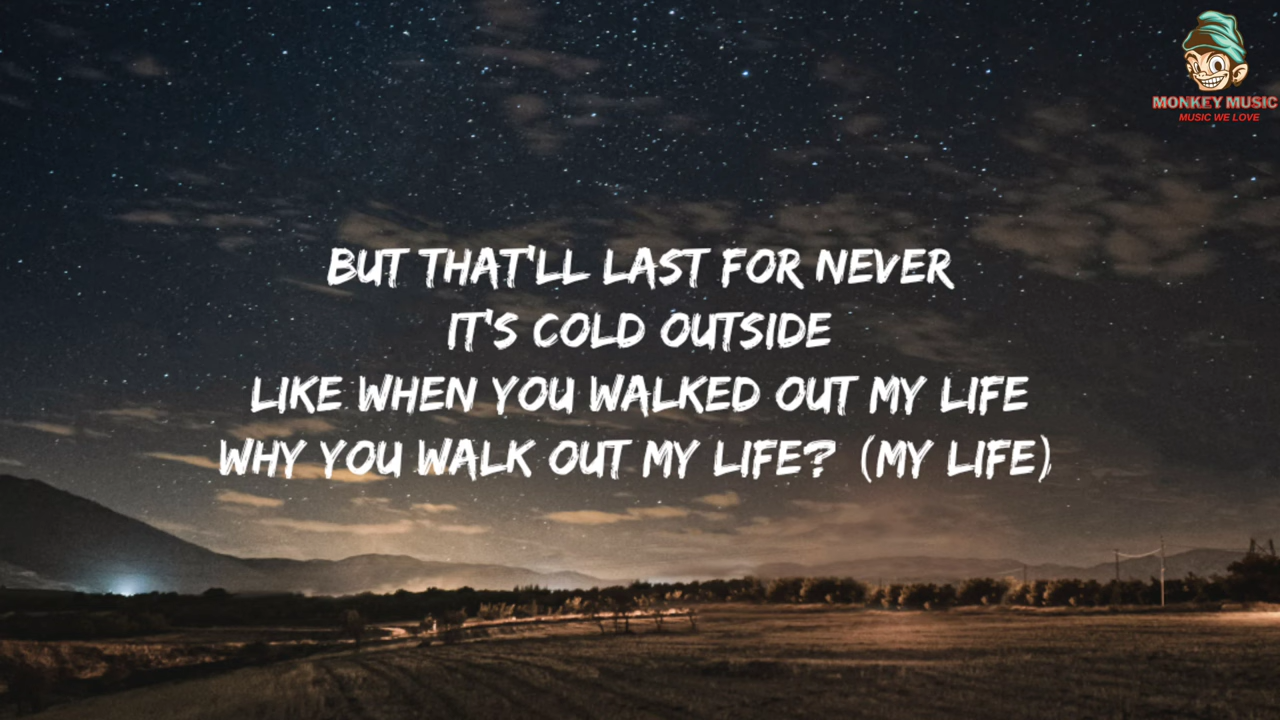 MONKEY MUSIC
MUSIC WE LOVE
BUT THAT'LL LAST FOR NEVER
IT'S COLD OUTSIDE
LIKE WHEN YOU WALKED OUT MY LIFE
WHY YOU WALK OUT MY LIFE? (MY LIFE)